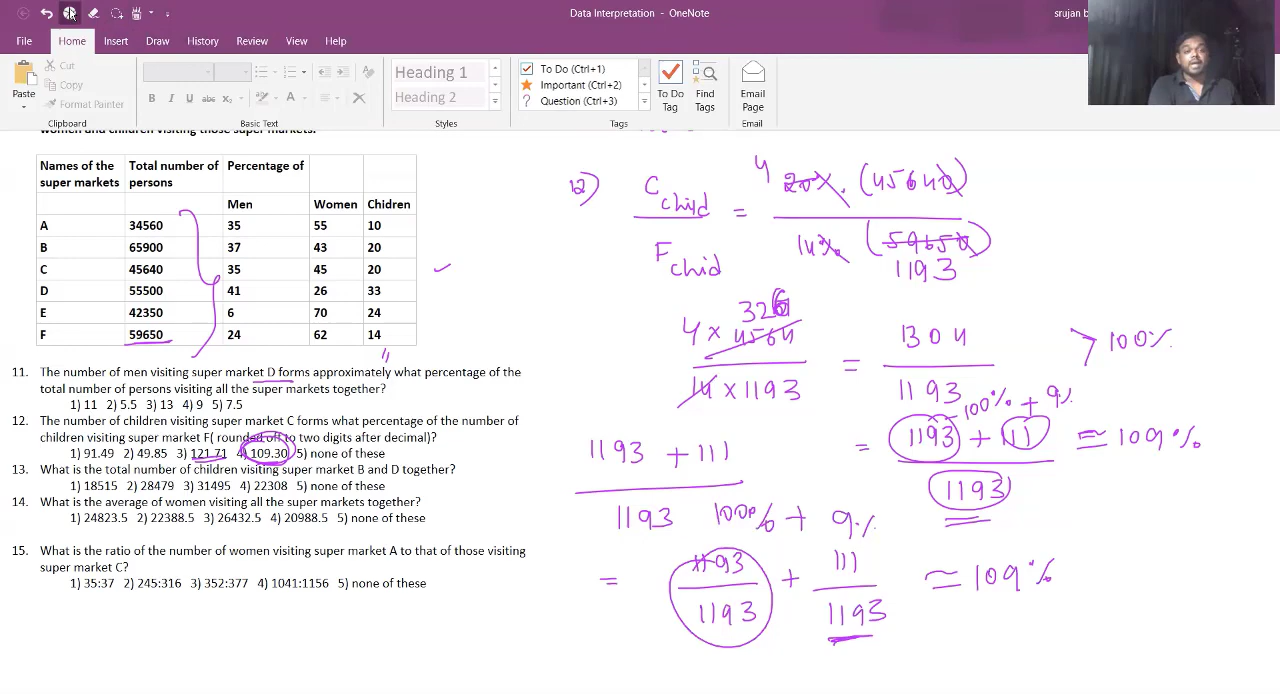 Data Interpretation - OneNote
srujan b
File Home Insert Draw History Review View Help
Paste
Cut
Copy
Format Painter
Clipboard
B I U abc X₂ A
Basic Text
Heading 1
Heading 2
Styles
To Do (Ctrl+1)
Important (Ctrl+2)
Question (Ctrl+3)
Tags
To Do Tag
Find Tags
Email Page
Email
women and children visiting those super markets.
Names of the super markets Total number of persons Percentage of
Men Women Chidren
A 34560 35 55 10
B 65900 37 43 20
C 45640 35 45 20
D 55500 41 26 33
E 42350 6 70 24
F 59650 24 62 14
11. The number of men visiting super market D forms approximately what percentage of the
total number of persons visiting all the super markets together?
1) 11 2) 5.5 3) 13 4) 9 5) 7.5
12. The number of children visiting super market C forms what percentage of the number of
children visiting super market F( rounded off to two digits after decimal)?
1) 91.49 2) 49.85 3) 121.71 4) 109.30 5) none of these
13. What is the total number of children visiting super market B and D together?
1) 18515 2) 28479 3) 31495 4) 22308 5) none of these
14. What is the average of women visiting all the super markets together?
1) 24823.5 2) 22388.5 3) 26432.5 4) 20988.5 5) none of these
15. What is the ratio of the number of women visiting super market A to that of those visiting
super market C?
1) 35:37 2) 245:316 3) 352:377 4) 1041:1156 5) none of these
12) C chid / F chid = 4 20%. (45640) / 14% (59650) 1193
4 × 4564 326 / 14 × 1193 = 1304 / 1193 > 100%
100% + 9%
= 1193 + 111 / 1193 ≃ 109%
1193 + 111 / 1193
100% + 9%
= 1193 / 1193 + 111 / 1193 ≃ 109%